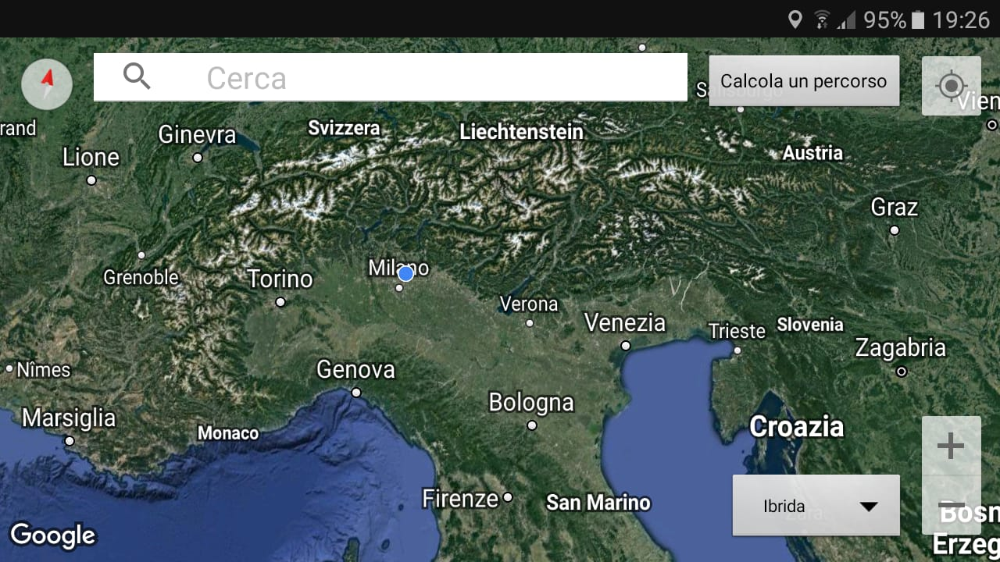 95% 19:26
Cerca
Calcola un percorso
Salisburgo
Vien
rand
Ginevra
Svizzera
Liechtenstein
Lione
Austria
Graz
Milano
Grenoble
Torino
Verona
Venezia
Trieste
Slovenia
Zagabria
Nîmes
Genova
Bologna
Marsiglia
Monaco
Croazia
Firenze
San Marino
Ibrida
Zara
Bosn
Erzeg
Google